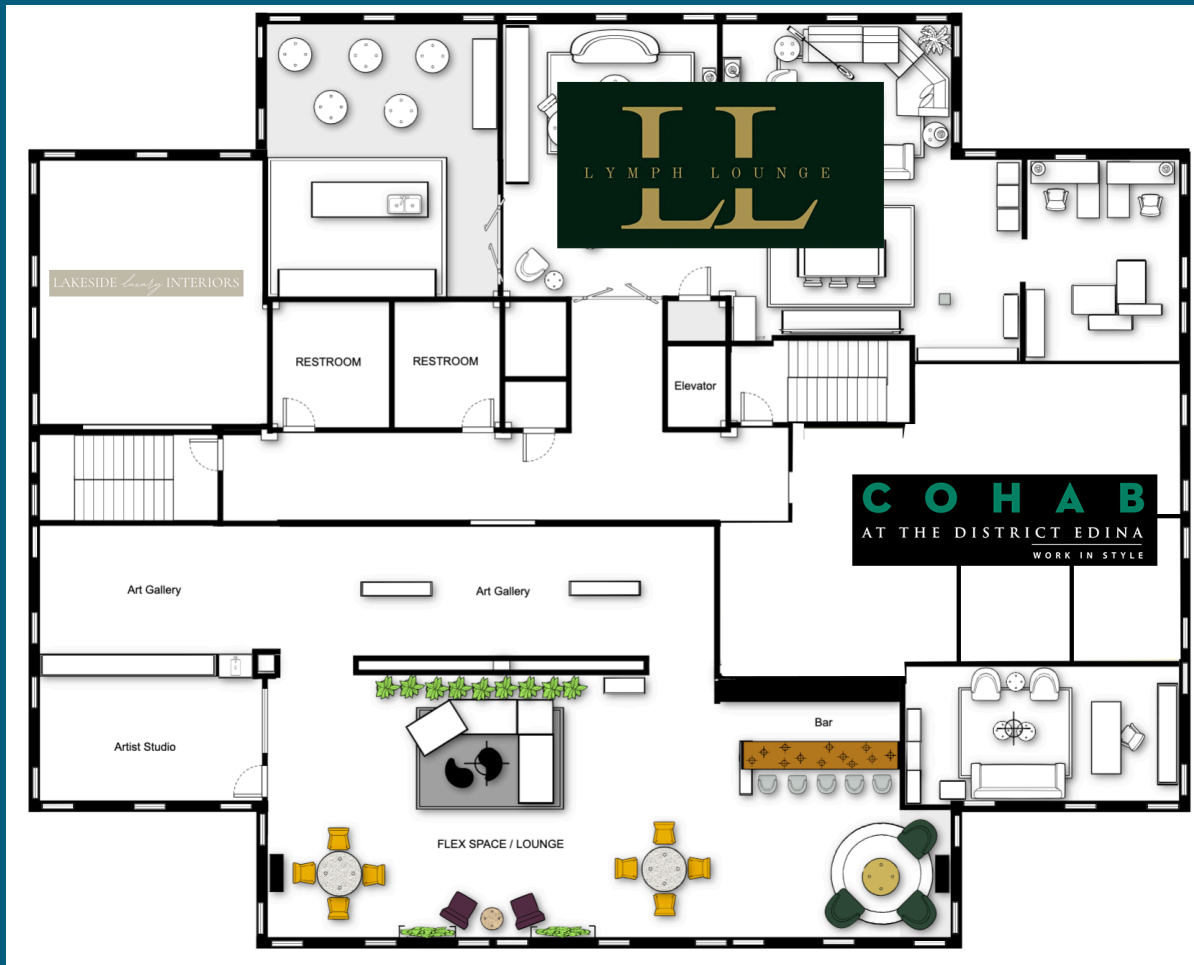 LL
LYMPH LOUNGE
LAKESIDE luxury INTERIORS
RESTROOM
RESTROOM
Elevator
COHAB
AT THE DISTRICT EDINA
WORK IN STYLE
Art Gallery
Art Gallery
Artist Studio
Bar
FLEX SPACE / LOUNGE